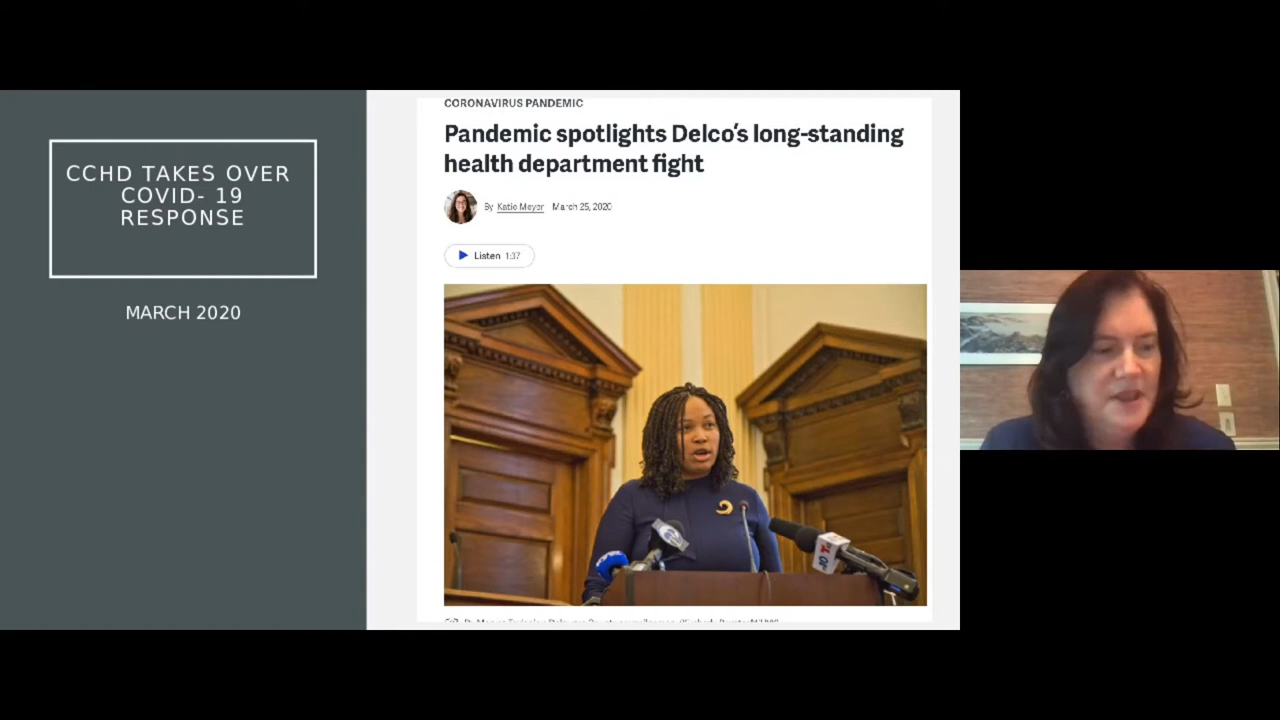 CCHD TAKES OVER
COVID- 19
RESPONSE
MARCH 2020
CORONAVIRUS PANDEMIC
Pandemic spotlights Delco's long-standing
health department fight
By Katie Meyer March 25, 2020
Listen 1:37